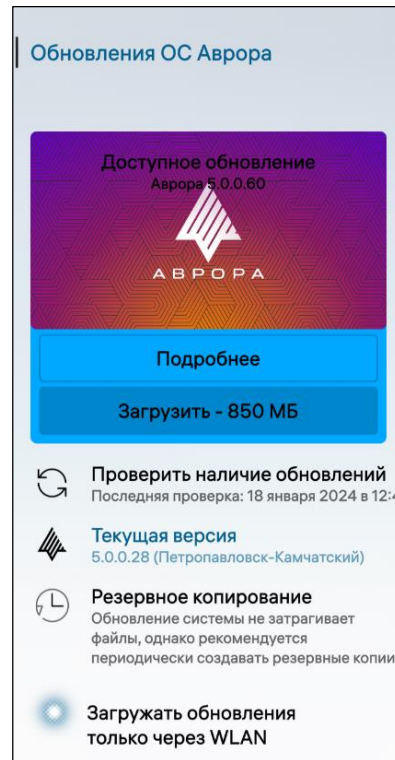 Обновления ОС Аврора
Доступное обновление
Аврора 5.0.0.60
АВРОРА
Подробнее
Загрузить - 850 МБ
Проверить наличие обновлений
Последняя проверка: 18 января 2024 в 12:4
Текущая версия
5.0.0.28 (Петропавловск-Камчатский)
Резервное копирование
Обновление системы не затрагивает
файлы, однако рекомендуется
периодически создавать резервные копии
Загружать обновления
только через WLAN